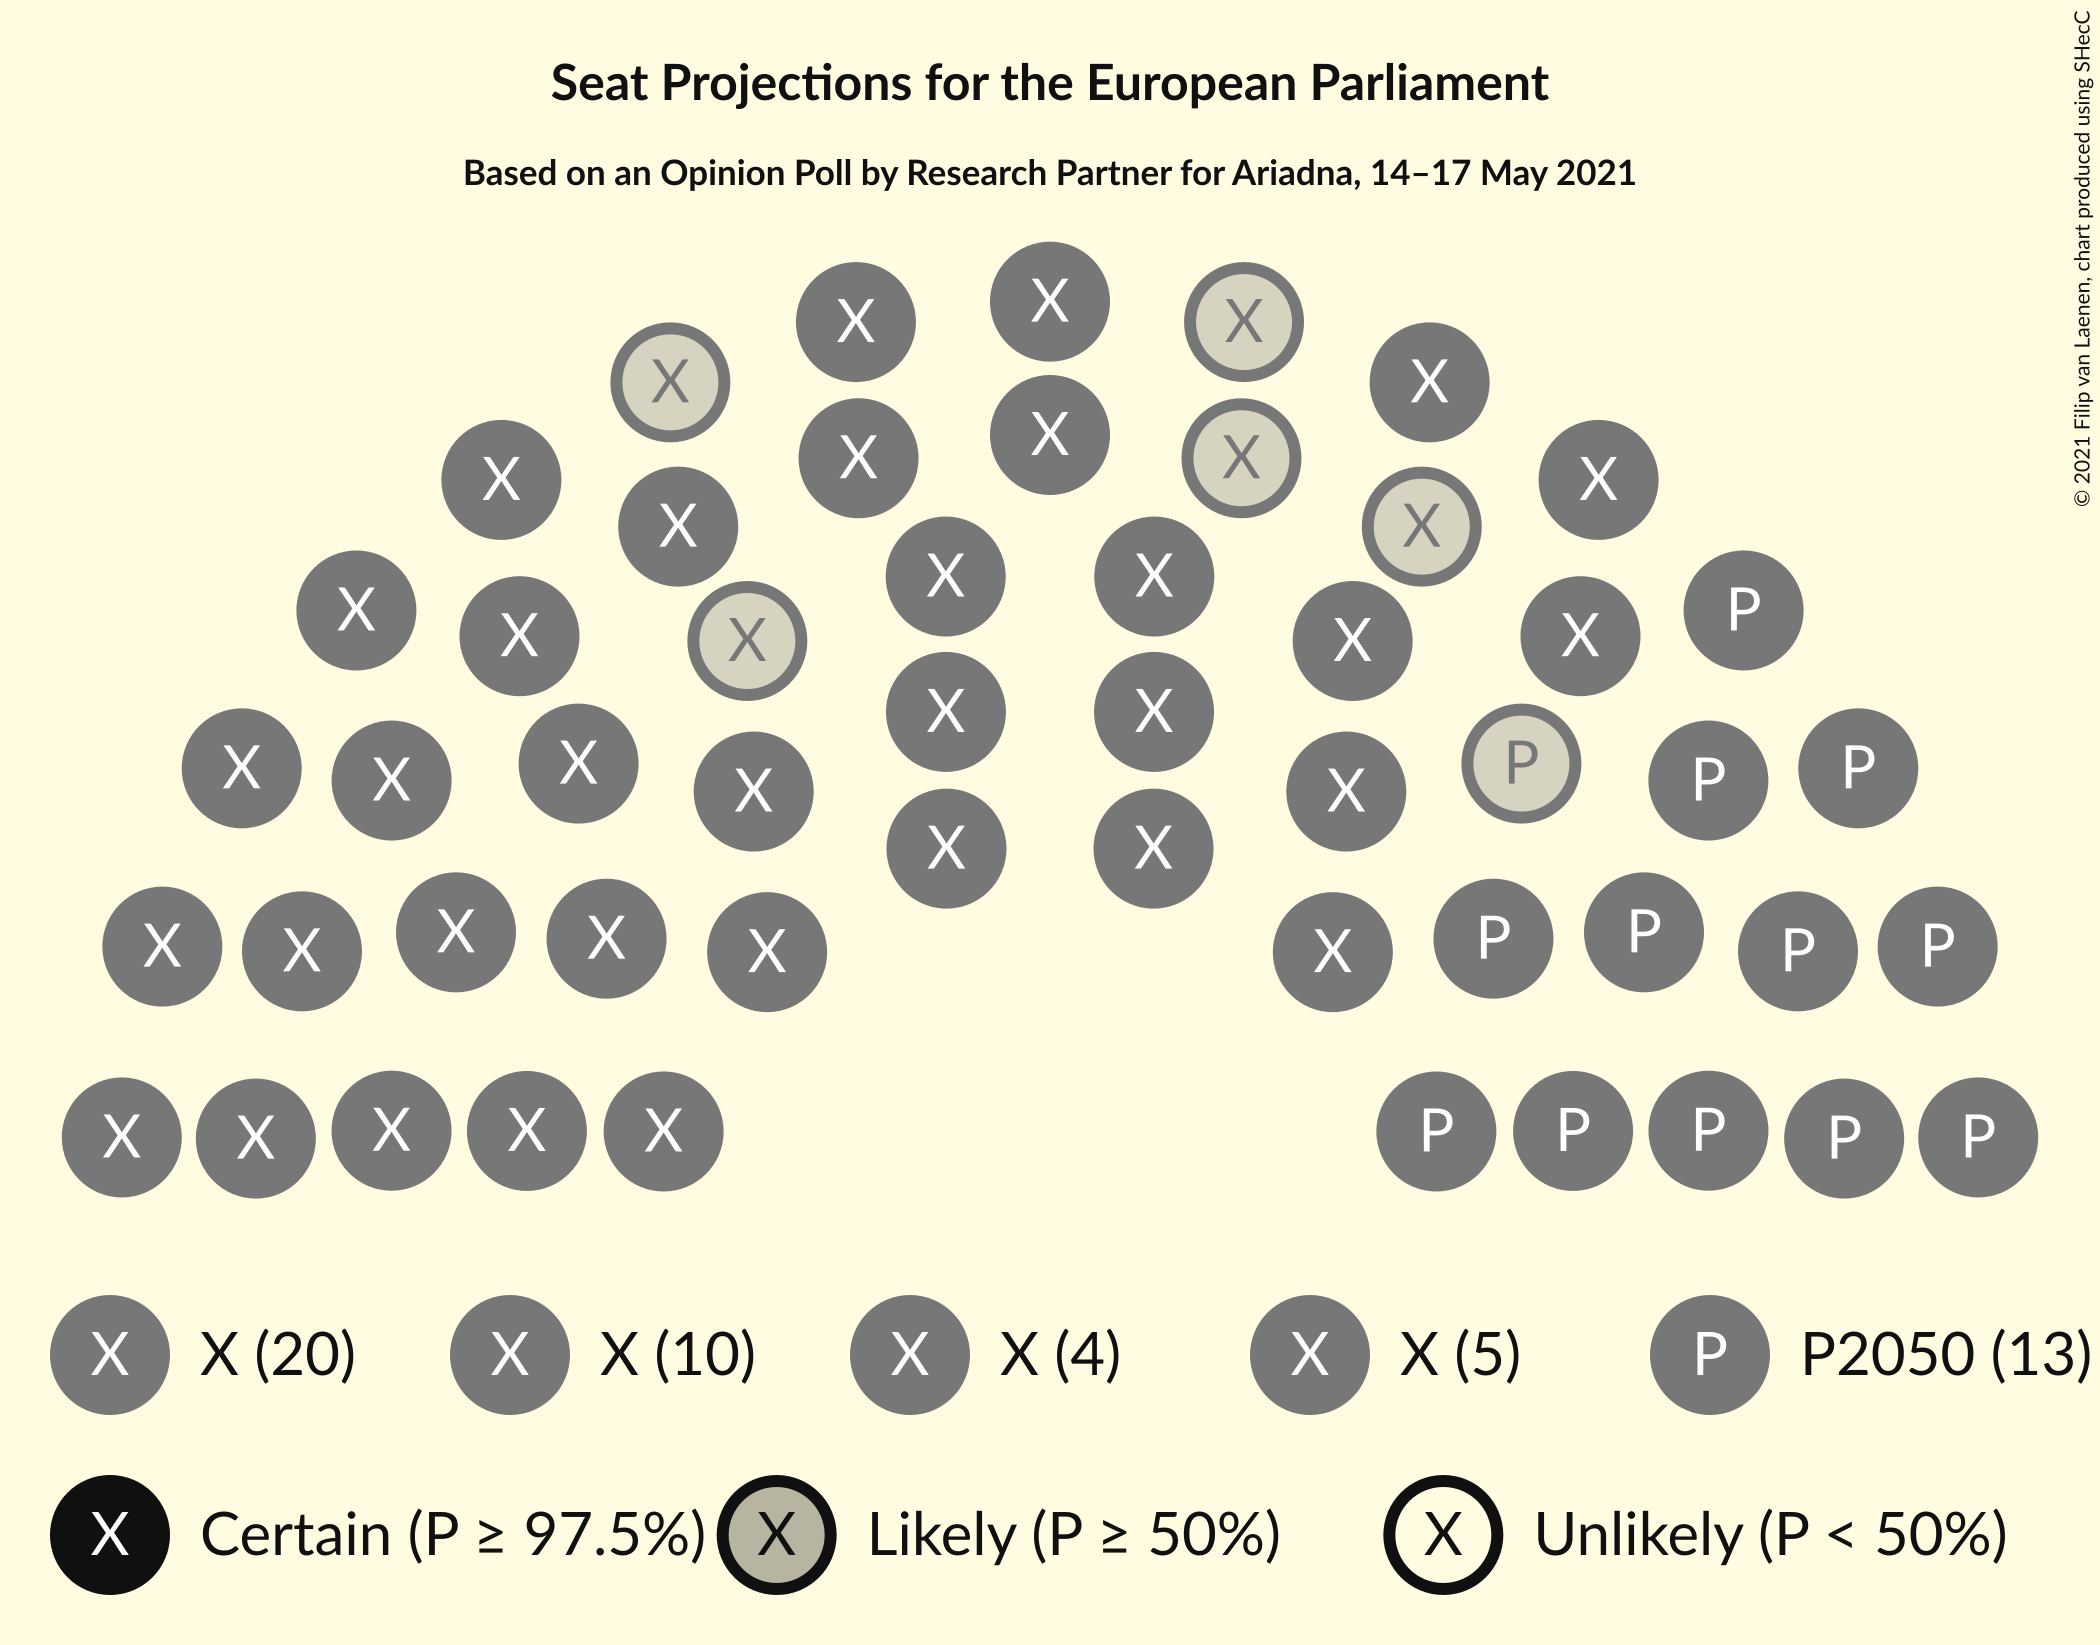 Seat Projections for the European Parliament
Based on an Opinion Poll by Research Partner for Ariadna, 14–17 May 2021
© 2021 Filip van Laenen, chart produced using SHecC
X X X
X X
X X X
X X
X X
X X
X X X X X P
X X
X X X X X P P P
X X
X X X X X X P P P P
X X X X X P P P P P
X X (20) X X (10) X X (4) X X (5) P P2050 (13)
X Certain (P ≥ 97.5%) X Likely (P ≥ 50%) X Unlikely (P < 50%)